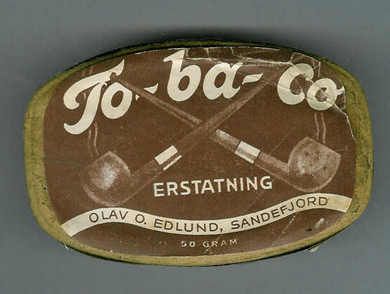 To-ba-Co
ERSTATNING
OLAV O. EDLUND, SANDEFJORD
50 GRAM